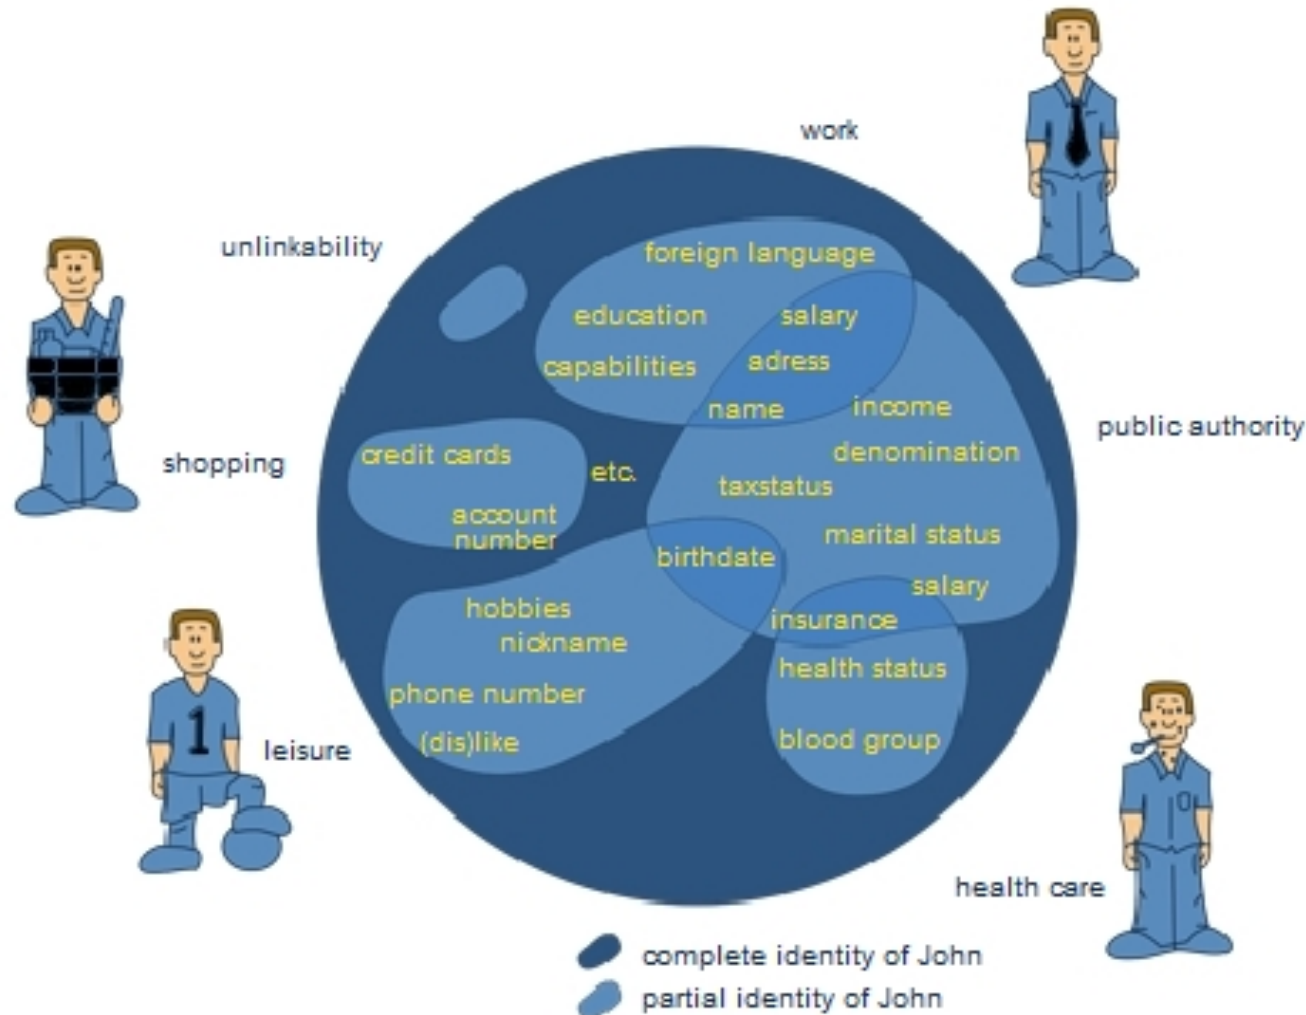 work
unlinkability
foreign language
education
salary
capabilities
adress
name
income
public authority
shopping
credit cards
etc.
denomination
taxstatus
account
number
marital status
birthdate
salary
hobbies
insurance
nickname
health status
phone number
(dis)like
leisure
blood group
health care
1
complete identity of John
partial identity of John